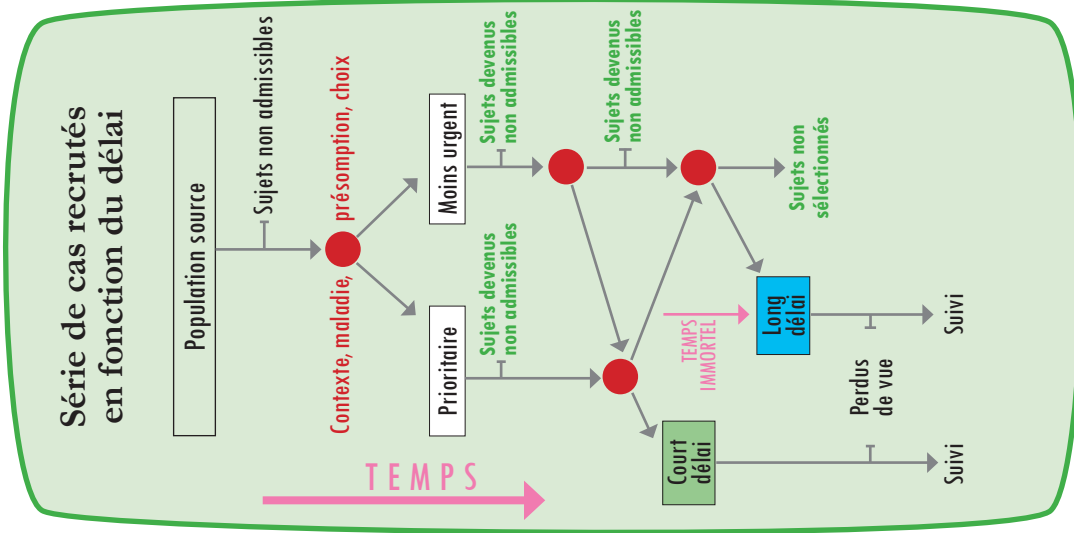 Série de cas recrutés
en fonction du délai
Population source
Sujets non admissibles
Contexte, maladie, présomption, choix
Prioritaire
Moins urgent
Sujets devenus
non admissibles
Sujets devenus
non admissibles
TEMPS
Sujets devenus
non admissibles
Court
délai
TEMPS
IMMORTEL
Long
délai
Sujets non
sélectionnés
Perdus
de vue
Suivi
Suivi